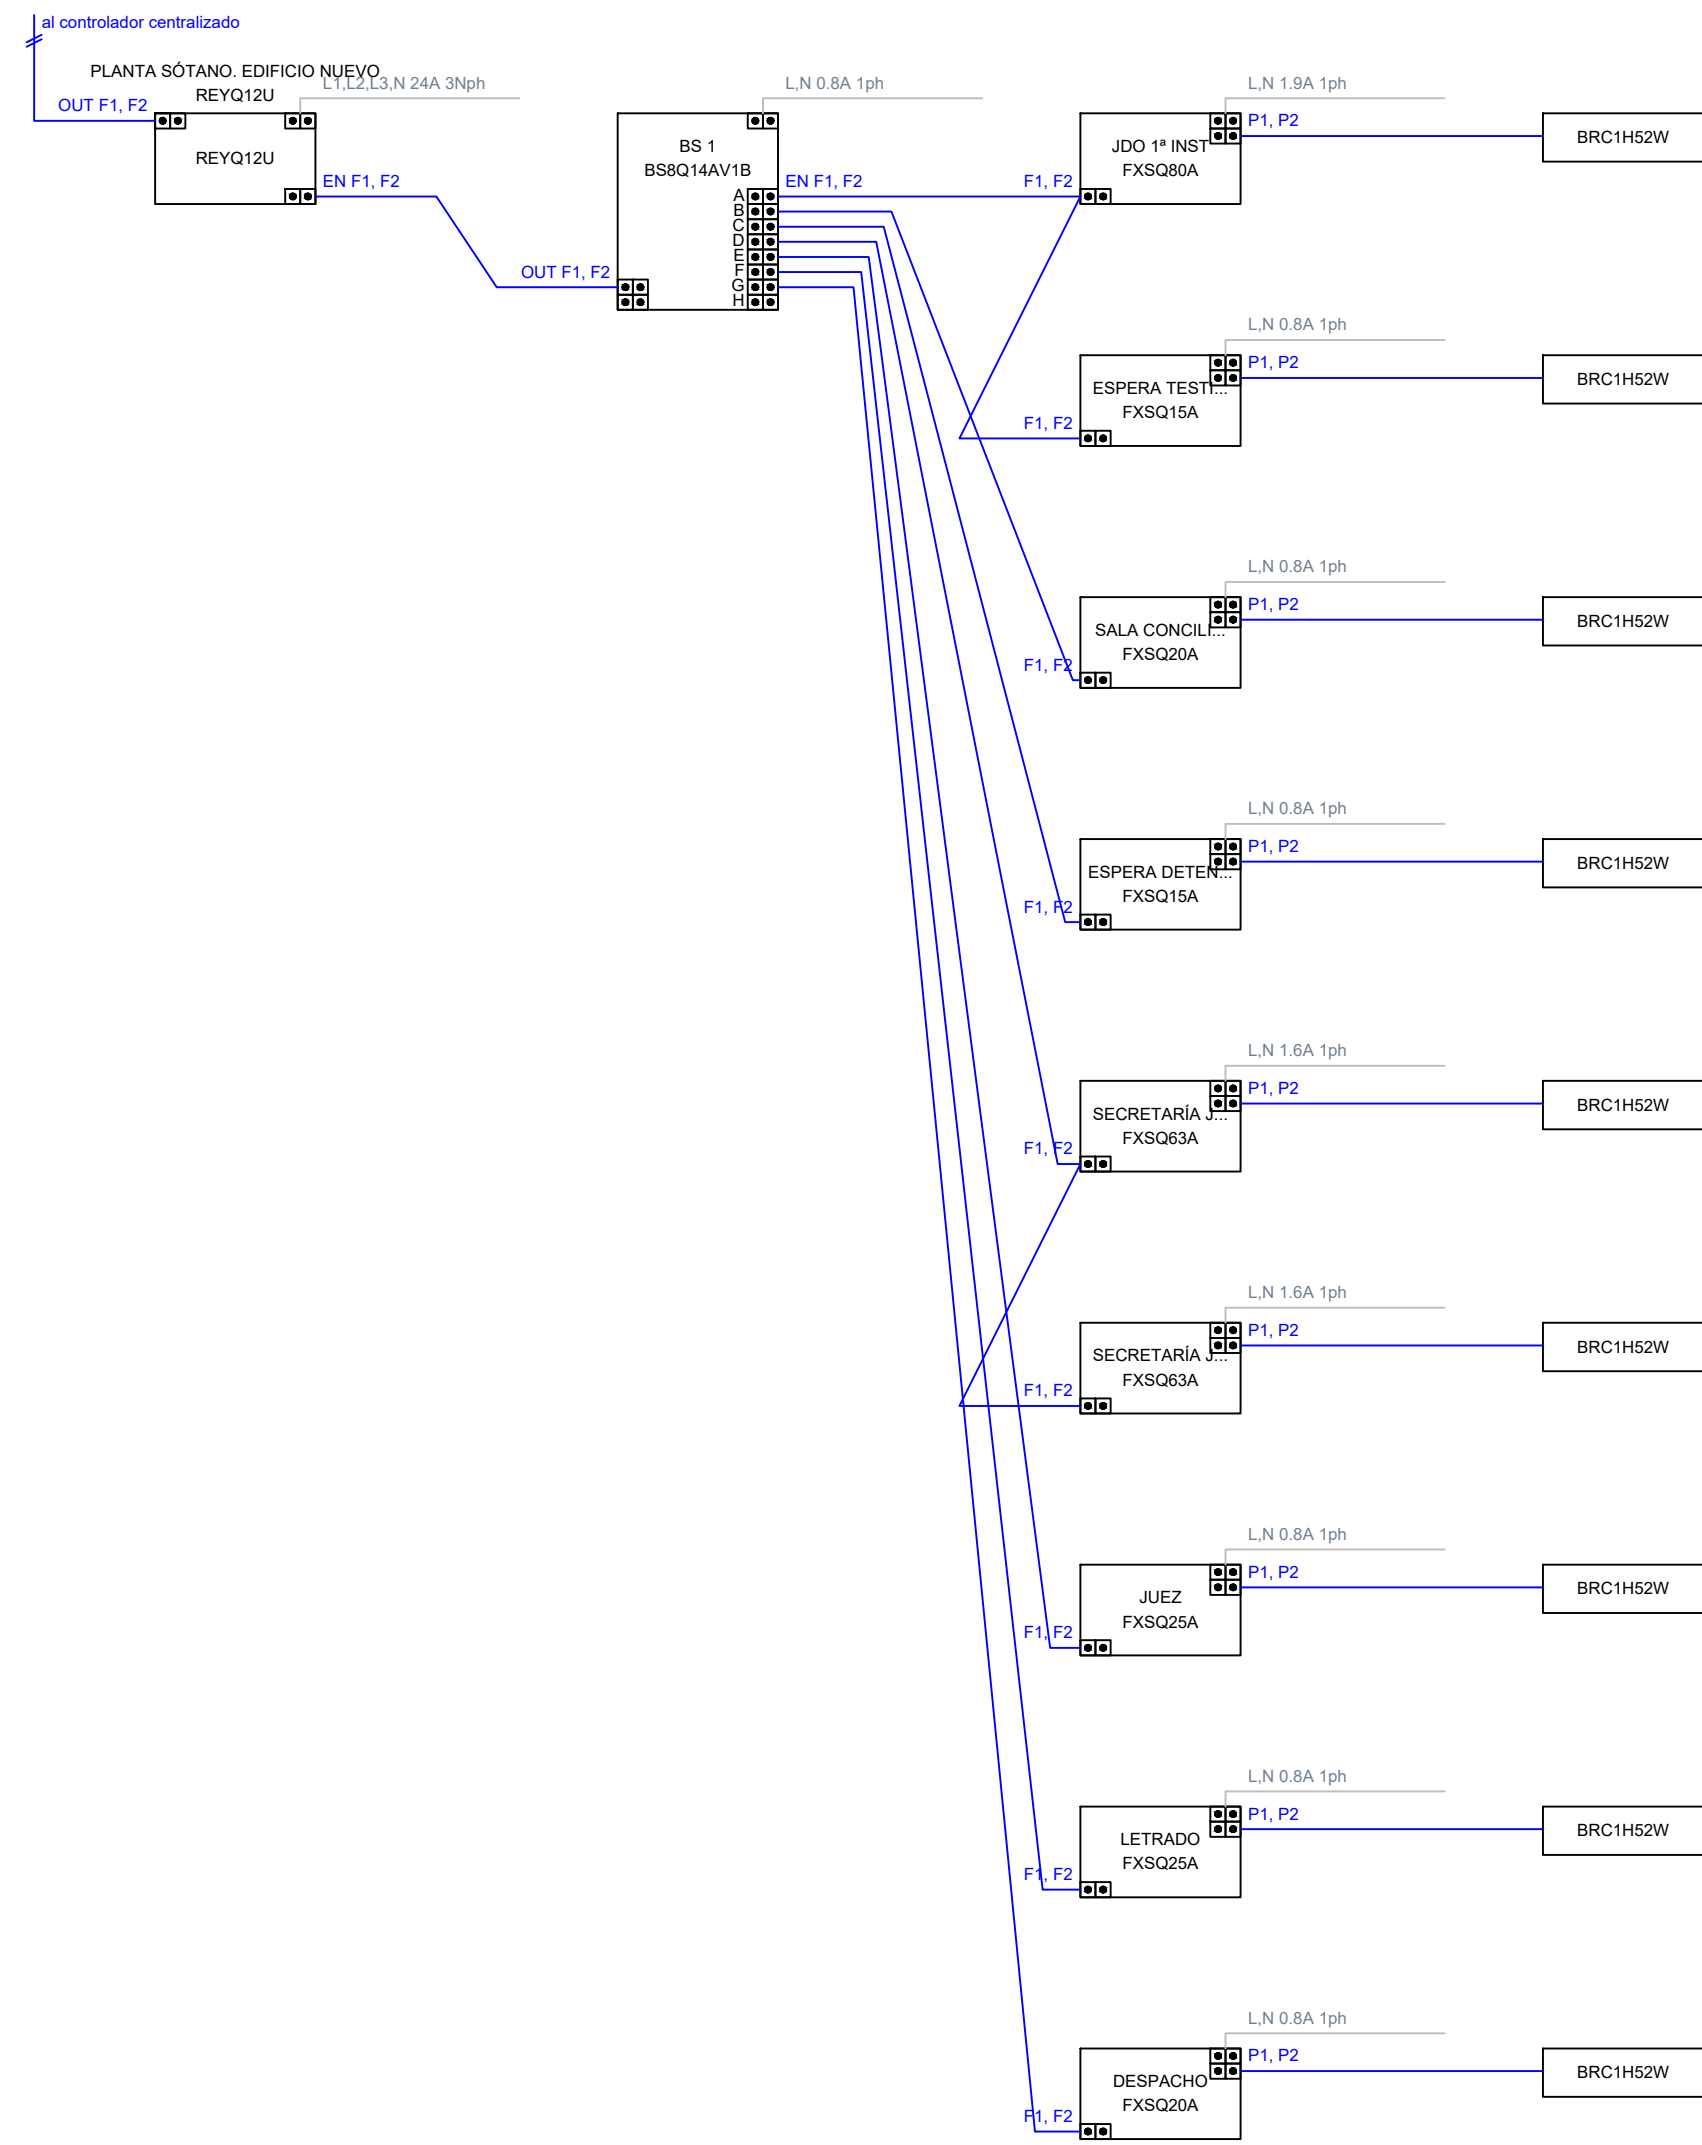 al controlador centralizado
PLANTA SÓTANO. EDIFICIO NUEVO
REYQ12U
L1,L2,L3,N 24A 3Nph
OUT F1, F2
REYQ12U
EN F1, F2
L,N 0.8A 1ph
BS 1
BS8Q14AV1B
OUT F1, F2
A
B
C
D
E
F
G
H
EN F1, F2
L,N 1.9A 1ph
P1, P2
JDO 1ª INST
FXSQ80A
F1, F2
BRC1H52W
L,N 0.8A 1ph
P1, P2
ESPERA TESTI...
FXSQ15A
F1, F2
BRC1H52W
L,N 0.8A 1ph
P1, P2
SALA CONCILI...
FXSQ20A
F1, F2
BRC1H52W
L,N 0.8A 1ph
P1, P2
ESPERA DETEN...
FXSQ15A
F1, F2
BRC1H52W
L,N 1.6A 1ph
P1, P2
SECRETARÍA J...
FXSQ63A
F1, F2
BRC1H52W
L,N 1.6A 1ph
P1, P2
SECRETARÍA J...
FXSQ63A
F1, F2
BRC1H52W
L,N 0.8A 1ph
P1, P2
JUEZ
FXSQ25A
F1, F2
BRC1H52W
L,N 0.8A 1ph
P1, P2
LETRADO
FXSQ25A
F1, F2
BRC1H52W
L,N 0.8A 1ph
P1, P2
DESPACHO
FXSQ20A
F1, F2
BRC1H52W